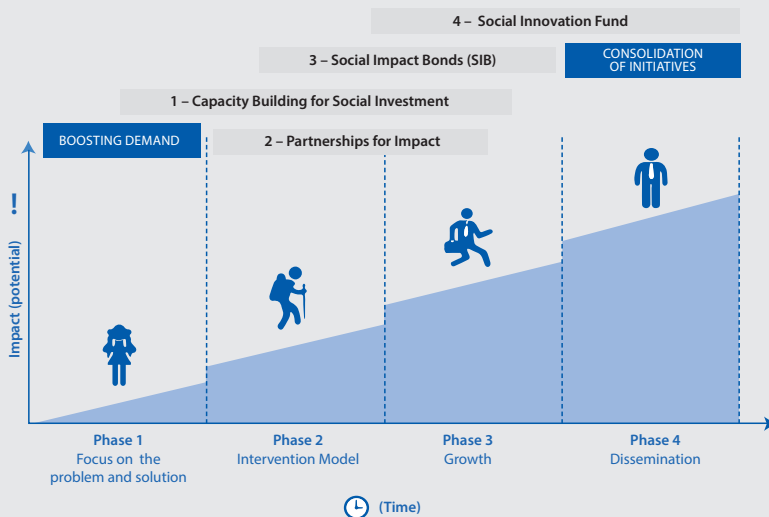 4 – Social Innovation Fund
3 – Social Impact Bonds (SIB)
CONSOLIDATION
OF INITIATIVES
1 – Capacity Building for Social Investment
BOOSTING DEMAND
2 – Partnerships for Impact
Impact (potential) !
Phase 1
Focus on the
problem and solution
Phase 2
Intervention Model
Phase 3
Growth
Phase 4
Dissemination
(Time)